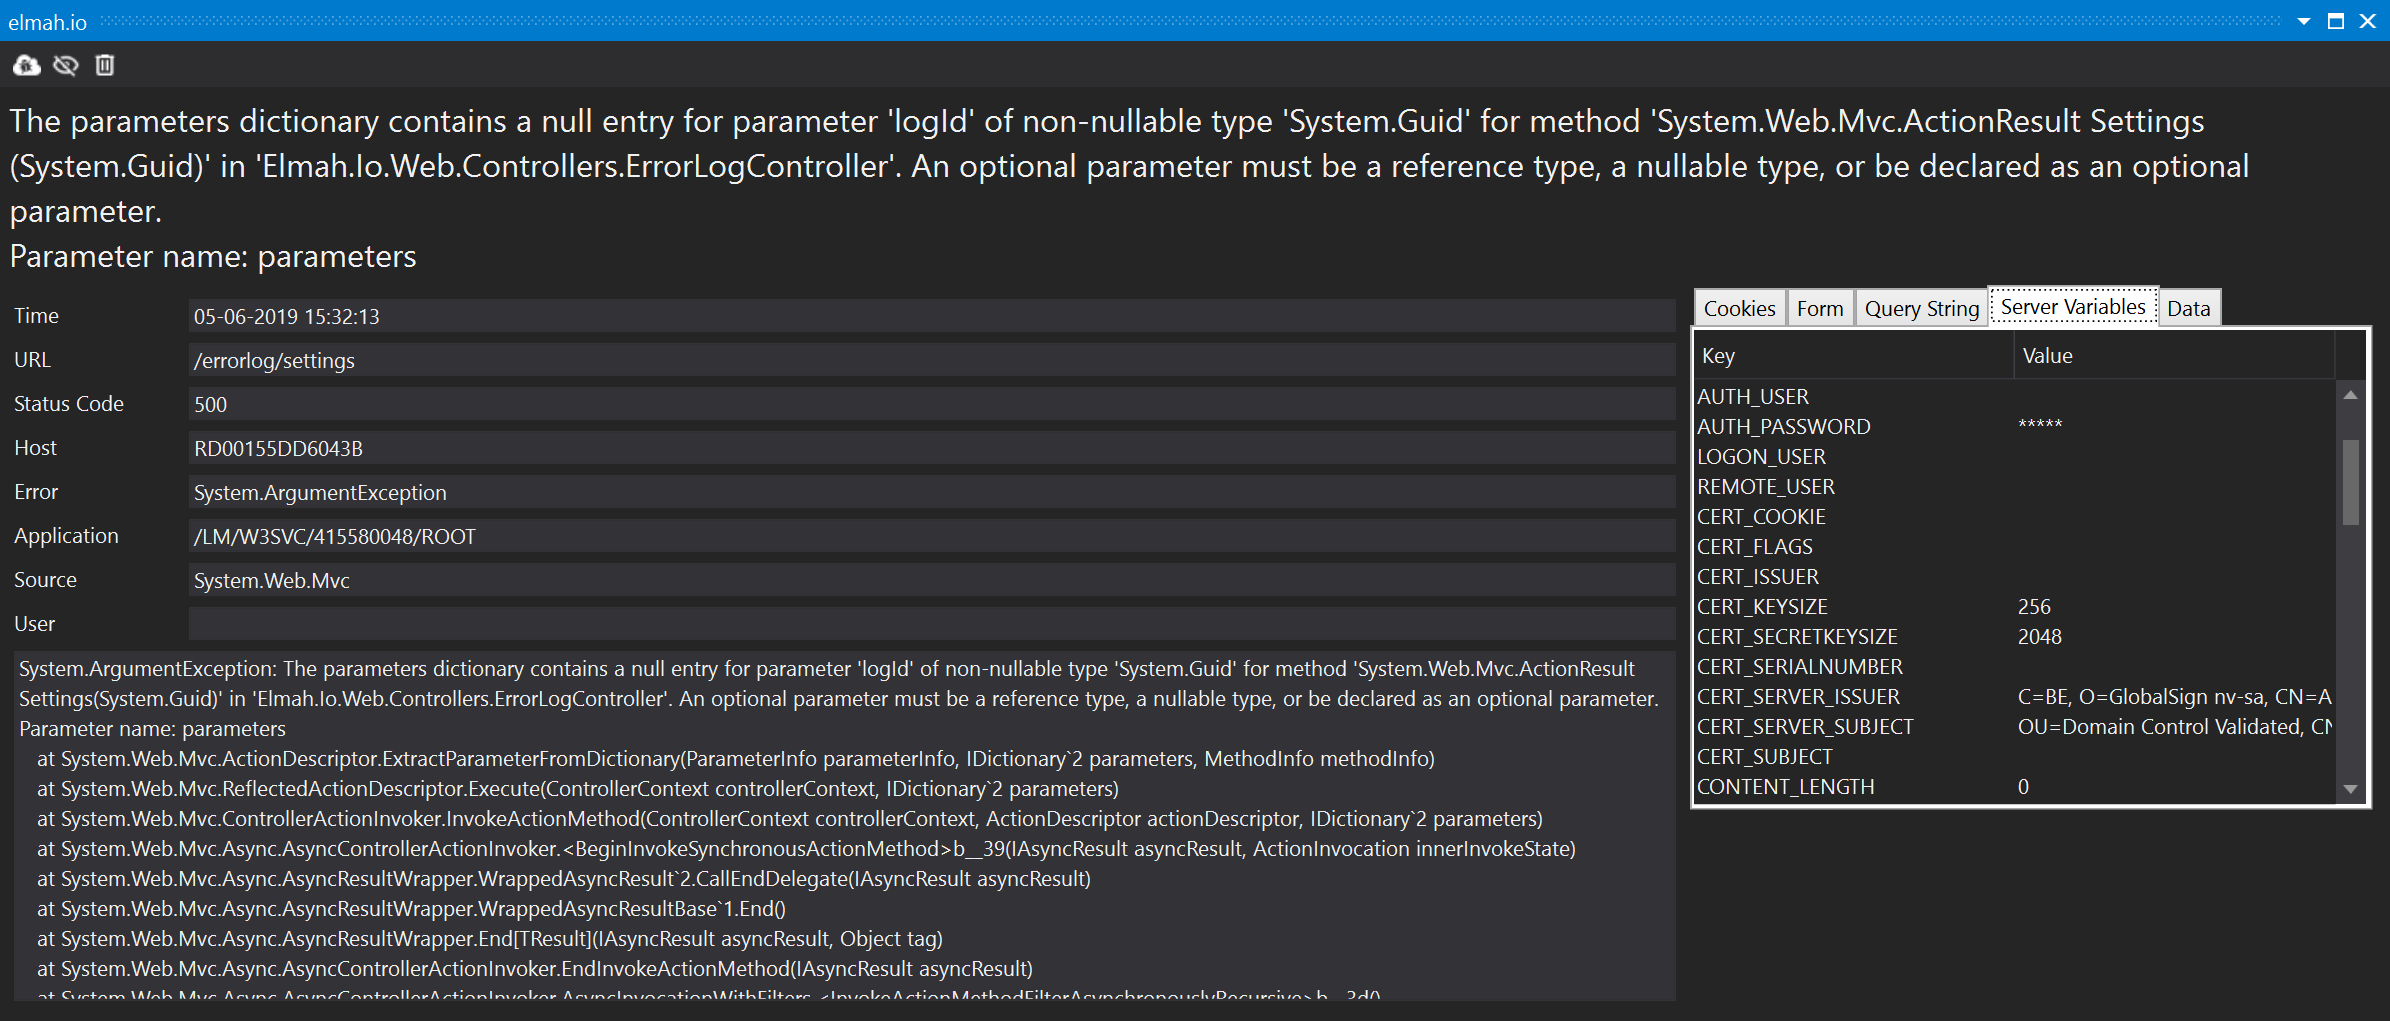 elmah.io
The parameters dictionary contains a null entry for parameter 'logId' of non-nullable type 'System.Guid' for method 'System.Web.Mvc.ActionResult Settings
(System.Guid)' in 'Elmah.Io.Web.Controllers.ErrorLogController'. An optional parameter must be a reference type, a nullable type, or be declared as an optional
parameter.
Parameter name: parameters
Time 05-06-2019 15:32:13
URL /errorlog/settings
Status Code 500
Host RD00155DD6043B
Error System.ArgumentException
Application /LM/W3SVC/415580048/ROOT
Source System.Web.Mvc
User
System.ArgumentException: The parameters dictionary contains a null entry for parameter 'logId' of non-nullable type 'System.Guid' for method 'System.Web.Mvc.ActionResult
Settings(System.Guid)' in 'Elmah.Io.Web.Controllers.ErrorLogController'. An optional parameter must be a reference type, a nullable type, or be declared as an optional parameter.
Parameter name: parameters
at System.Web.Mvc.ActionDescriptor.ExtractParameterFromDictionary(ParameterInfo parameterInfo, IDictionary`2 parameters, MethodInfo methodInfo)
at System.Web.Mvc.ReflectedActionDescriptor.Execute(ControllerContext controllerContext, IDictionary`2 parameters)
at System.Web.Mvc.ControllerActionInvoker.InvokeActionMethod(ControllerContext controllerContext, ActionDescriptor actionDescriptor, IDictionary`2 parameters)
at System.Web.Mvc.Async.AsyncControllerActionInvoker.<BeginInvokeSynchronousActionMethod>b__39(IAsyncResult asyncResult, ActionInvocation innerInvokeState)
at System.Web.Mvc.Async.AsyncResultWrapper.WrappedAsyncResult`2.CallEndDelegate(IAsyncResult asyncResult)
at System.Web.Mvc.Async.AsyncResultWrapper.WrappedAsyncResultBase`1.End()
at System.Web.Mvc.Async.AsyncResultWrapper.End[TResult](IAsyncResult asyncResult, Object tag)
at System.Web.Mvc.Async.AsyncControllerActionInvoker.EndInvokeActionMethod(IAsyncResult asyncResult)
at System.Web.Mvc.Async.AsyncControllerActionInvoker.AsyncInvocationWithFilters.<InvokeActionMethodFilterAsynchronouslyRecursive>b__3d()
Cookies Form Query String Server Variables Data
Key Value
AUTH_USER
AUTH_PASSWORD *****
LOGON_USER
REMOTE_USER
CERT_COOKIE
CERT_FLAGS
CERT_ISSUER
CERT_KEYSIZE 256
CERT_SECRETKEYSIZE 2048
CERT_SERIALNUMBER
CERT_SERVER_ISSUER C=BE, O=GlobalSign nv-sa, CN=A
CERT_SERVER_SUBJECT OU=Domain Control Validated, CN
CERT_SUBJECT
CONTENT_LENGTH 0